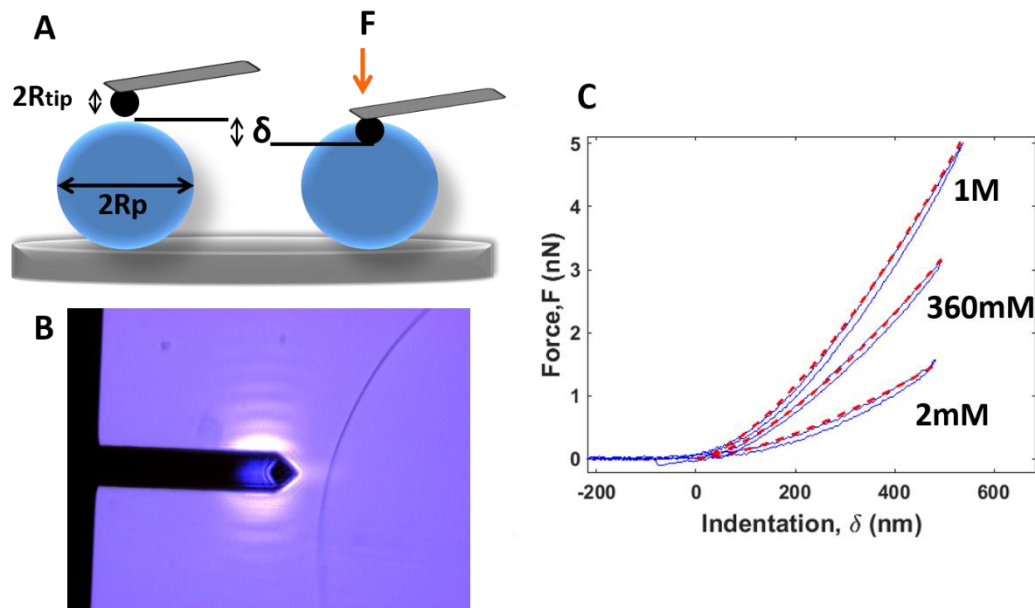 A
F
2Rtip
δ
2Rp
B
C
5
4
3
2
1
0
Force,F (nN)
1M
360mM
2mM
-200 0 200 400 600
Indentation, δ (nm)